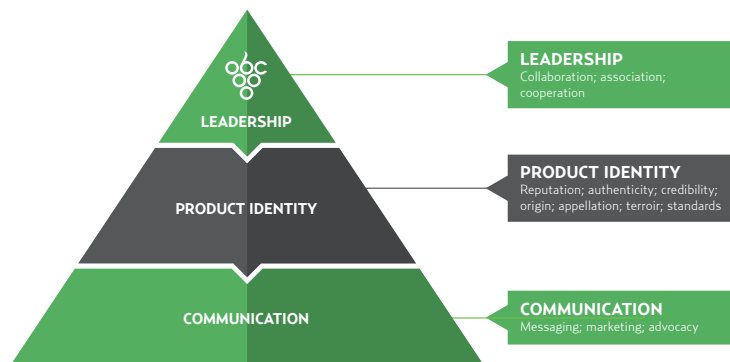 obc
LEADERSHIP
PRODUCT IDENTITY
COMMUNICATION
LEADERSHIP
Collaboration; association;
cooperation
PRODUCT IDENTITY
Reputation; authenticity; credibility;
origin; appellation; terroir; standards
COMMUNICATION
Messaging; marketing; advocacy